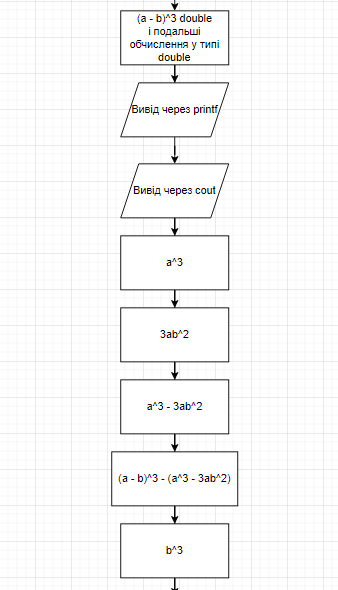 (a - b)^3 double
і подальші
обчислення у типі
double
Вивід через printf
Вивід через cout
a^3
3ab^2
a^3 - 3ab^2
(a - b)^3 - (a^3 - 3ab^2)
b^3